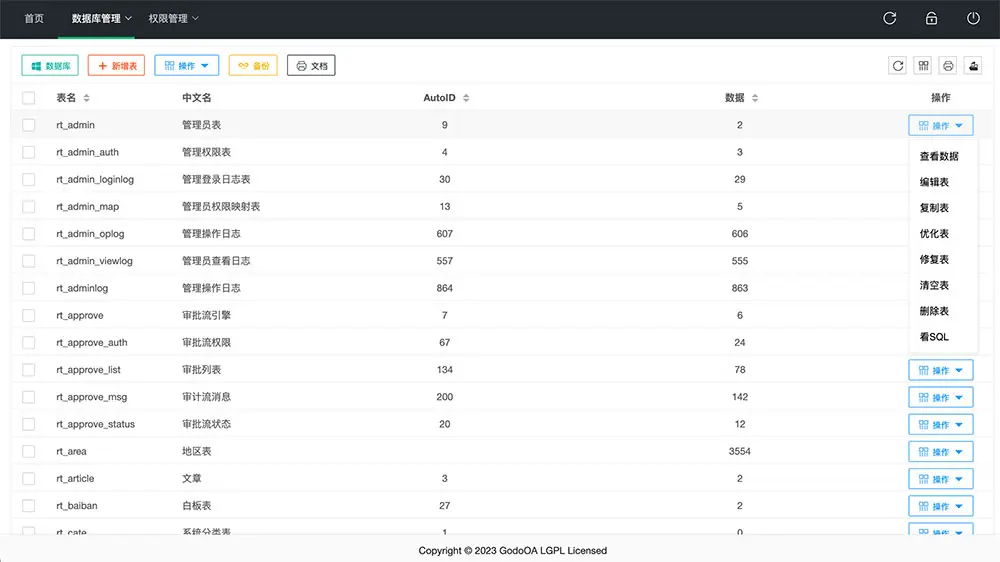 首页 数据库管理 权限管理
数据库 新增表 操作 备份 文档
表名 中文名 AutoID 数据 操作
rt_admin 管理员表 9 2 操作
rt_admin_auth 管理权限表 4 3
rt_admin_loginlog 管理登录日志表 30 29
rt_admin_map 管理员权限映射表 13 5
rt_admin_oplog 管理操作日志 607 606
rt_admin_viewlog 管理员查看日志 557 555
rt_adminlog 管理操作日志 864 863
rt_approve 审批流引擎 7 6
rt_approve_auth 审批流权限 67 24
查看数据
编辑表
复制表
优化表
修复表
清空表
删除表
看SQL
rt_approve_list 审批列表 134 78 操作
rt_approve_msg 审计流消息 200 142 操作
rt_approve_status 审批流状态 20 12 操作
rt_area 地区表 3554 操作
rt_article 文章 3 2 操作
rt_baiban 白板表 27 2 操作
rt_cate 系统分类表 1 0 操作
Copyright © 2023 GodoOA LGPL Licensed